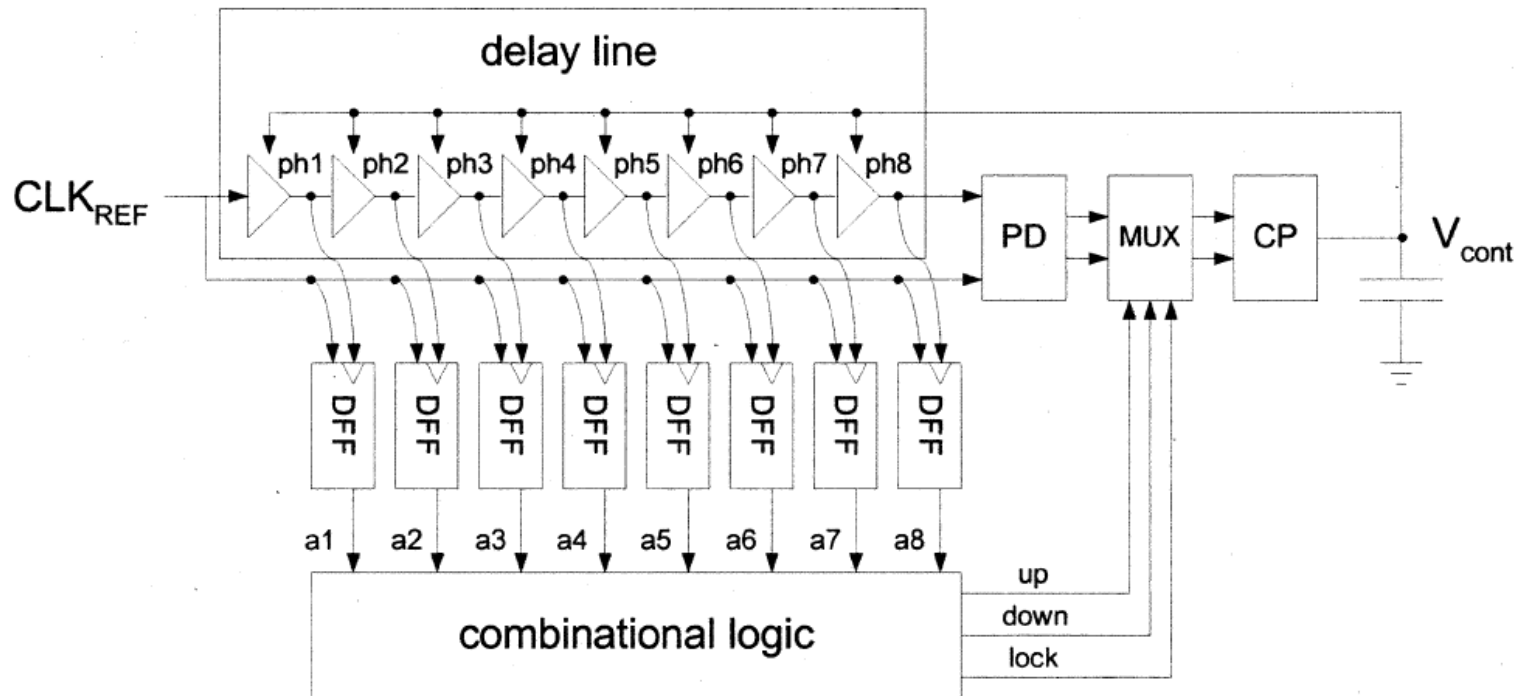 delay line
ph1 ph2 ph3 ph4 ph5 ph6 ph7 ph8
CLK_REF
PD
MUX
CP
V_cont
DFF DFF DFF DFF DFF DFF DFF DFF
a1 a2 a3 a4 a5 a6 a7 a8
up
down
lock
combinational logic